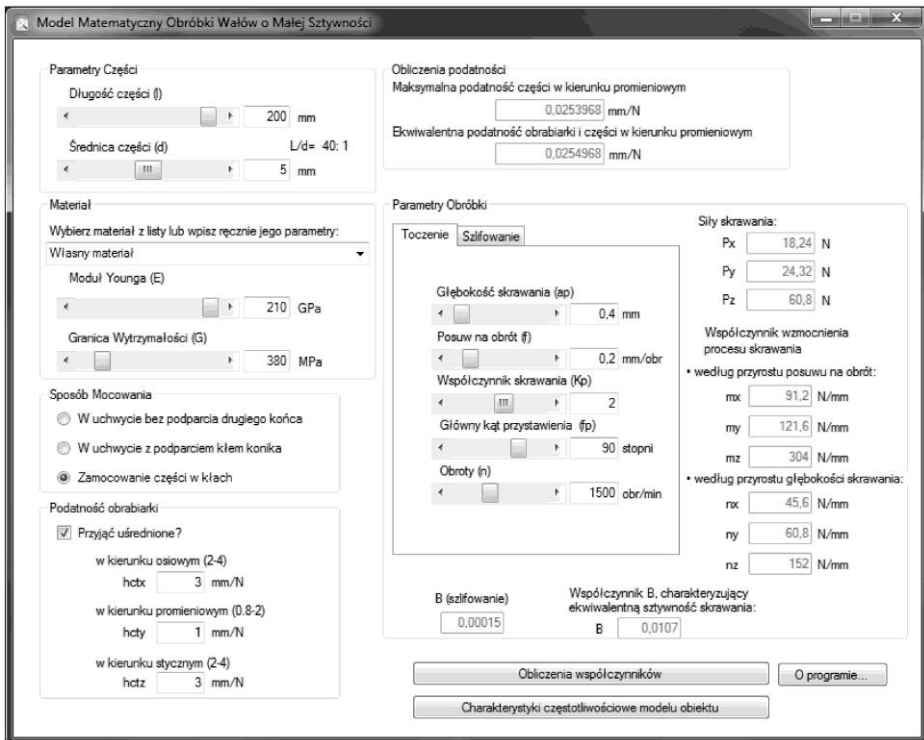 Model Matematyczny Obróbki Wałów o Małej Sztywności
Parametry Części
Długość części (l)
200 mm
Średnica części (d)
L/d= 40: 1
5 mm
Materiał
Wybierz materiał z listy lub wpisz ręcznie jego parametry:
Własny materiał
Moduł Younga (E)
210 GPa
Granica Wytrzymałości (G)
380 MPa
Sposób Mocowania
W uchwycie bez podparcia drugiego końca
W uchwycie z podparciem kłem konika
Zamocowanie części w kłach
Podatność obrabiarki
Przyjąć uśrednione?
w kierunku osiowym (2-4)
hctx 3 mm/N
w kierunku promieniowym (0.8-2)
hcty 1 mm/N
w kierunku stycznym (2-4)
hctz 3 mm/N
Obliczenia podatności
Maksymalna podatność części w kierunku promieniowym
0,0253968 mm/N
Ekwiwalentna podatność obrabiarki i części w kierunku promieniowym
0,0254968 mm/N
Parametry Obróbki
Toczenie Szlifowanie
Głębokość skrawania (ap)
0,4 mm
Posuw na obrót (f)
0,2 mm/obr
Współczynnik skrawania (Kp)
2
Główny kąt przystawienia (fp)
90 stopni
Obroty (n)
1500 obr/min
Siły skrawania:
Px 18,24 N
Py 24,32 N
Pz 60,8 N
Współczynnik wzmocnienia
procesu skrawania
• według przyrostu posuwu na obrót:
mx 91,2 N/mm
my 121,6 N/mm
mz 304 N/mm
• według przyrostu głębokości skrawania:
nx 45,6 N/mm
ny 60,8 N/mm
nz 152 N/mm
B (szlifowanie)
0,00015
Współczynnik B, charakteryzujący
ekwiwalentną sztywność skrawania:
B 0,0107
Obliczenia współczynników
O programie...
Charakterystyki częstotliwościowe modelu obiektu